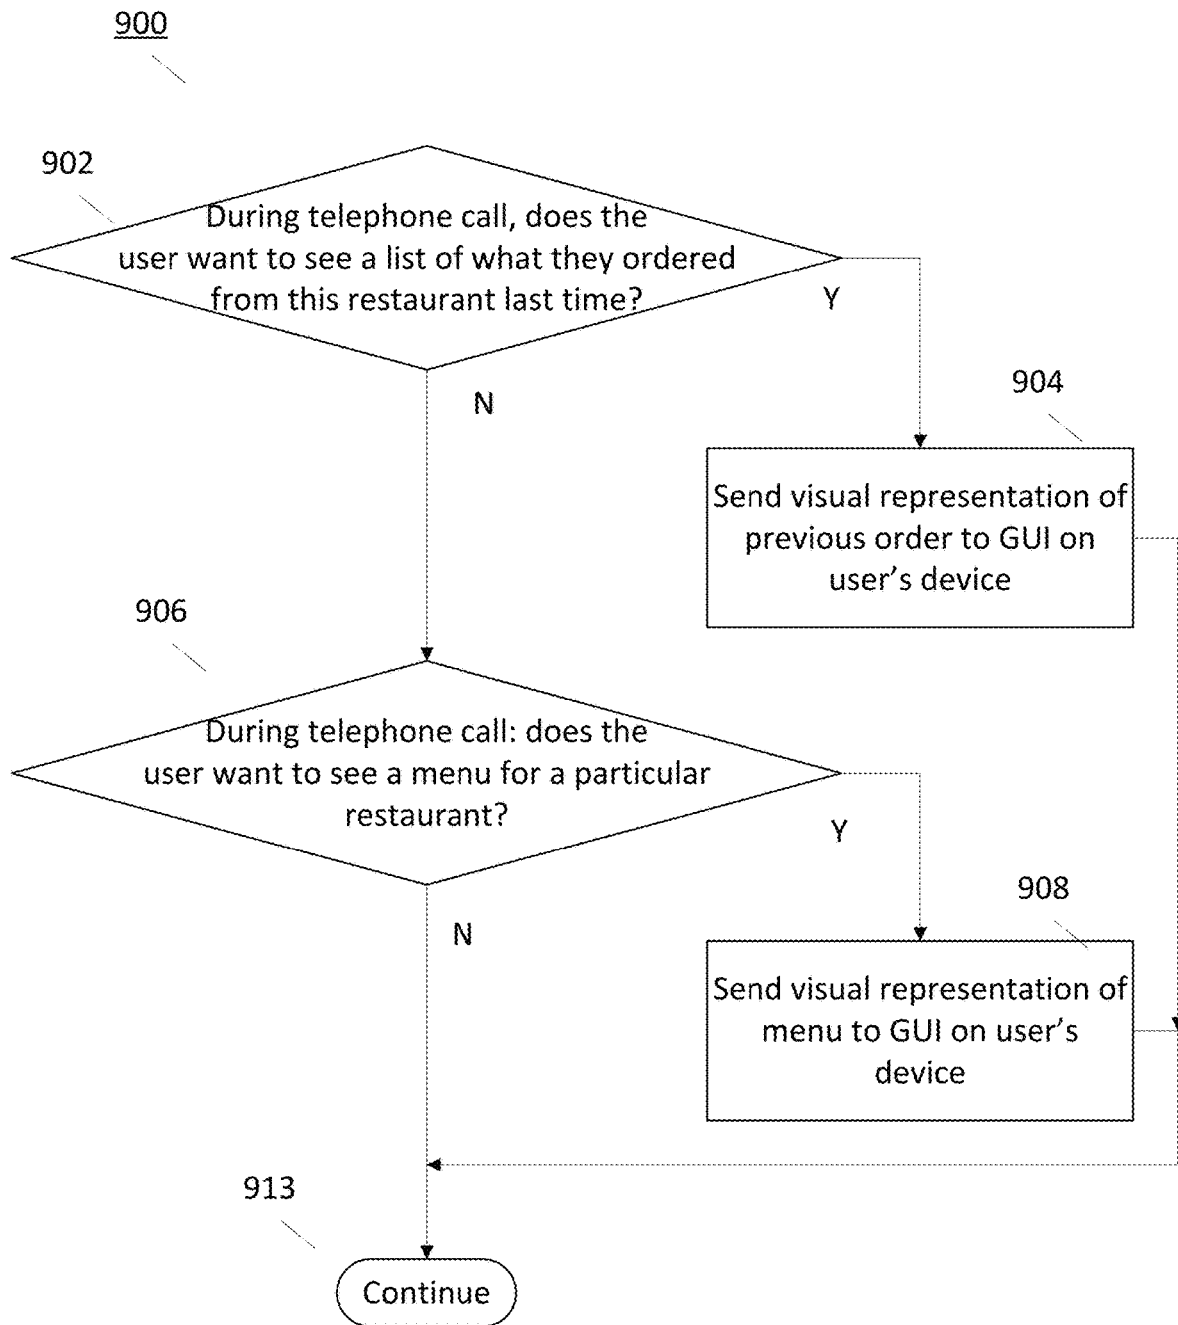 900
902
During telephone call, does the
user want to see a list of what they ordered
from this restaurant last time?
Y
N
904
Send visual representation of
previous order to GUI on
user's device
906
During telephone call: does the
user want to see a menu for a particular
restaurant?
Y
N
908
Send visual representation of
menu to GUI on user's
device
913
Continue